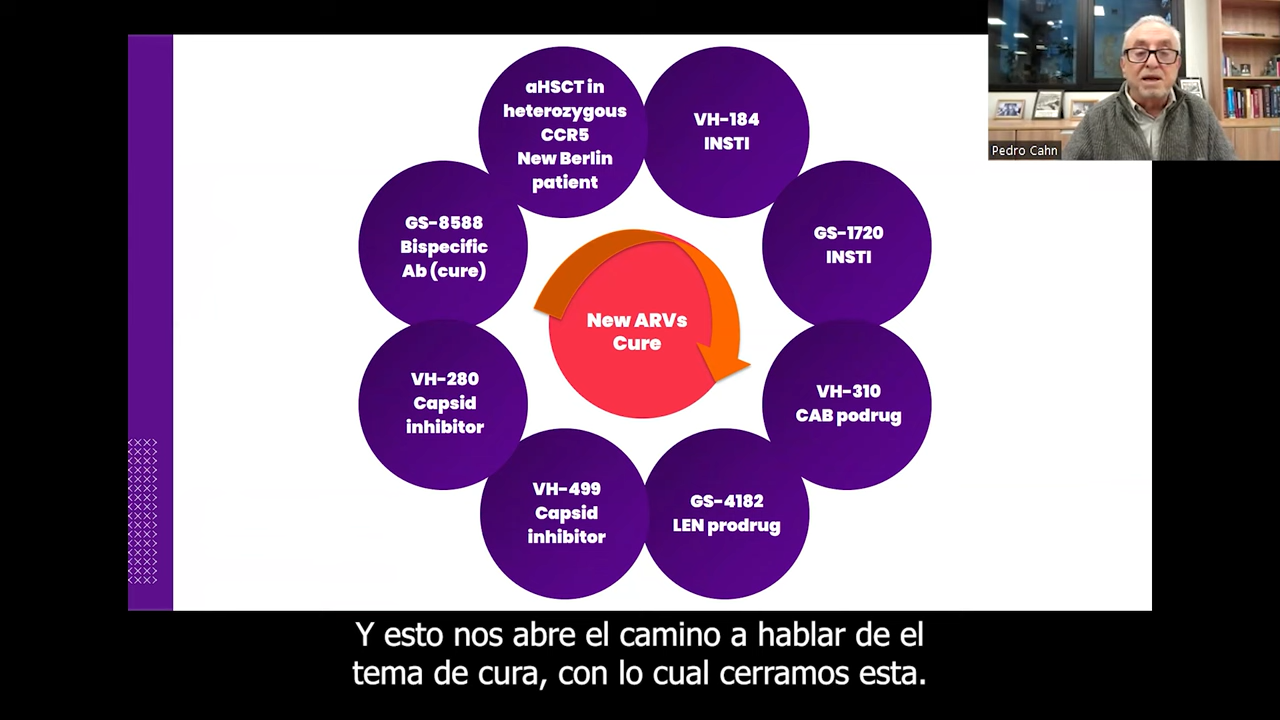 aHSCT in
heterozygous
CCR5
New Berlin
patient
VH-184
INSTI
GS-1720
INSTI
VH-310
CAB podrug
GS-4182
LEN prodrug
VH-499
Capsid
inhibitor
VH-280
Capsid
inhibitor
GS-8588
Bispecific
Ab (cure)
New ARVs
Cure
Pedro Cahn
Y esto nos abre el camino a hablar de el
tema de cura, con lo cual cerramos esta.